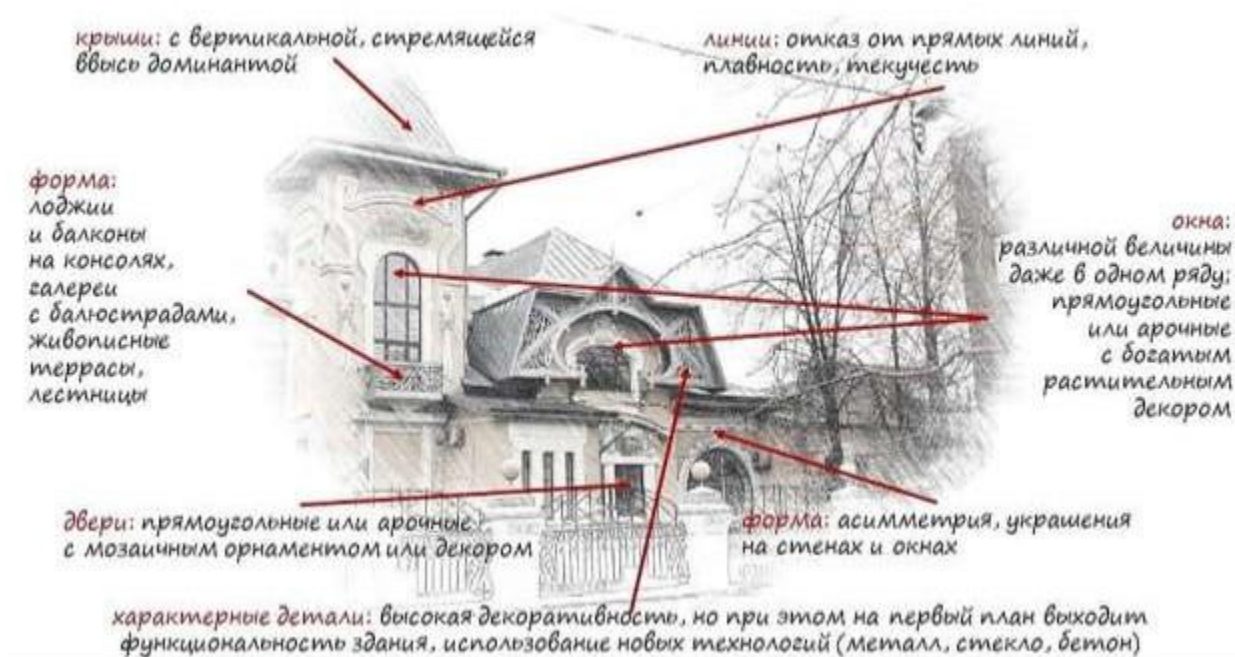 крыши: с вертикальной, стремящейся
ввысь доминантой
линии: отказ от прямых линий,
плавность, текучесть
форма:
лоджии
и балконы
на консолях,
галереи
с балюстрадами,
живописные
террасы,
лестницы
окна:
различной величины
даже в одном ряду;
прямоугольные
или арочные
с богатым
растительным
декором
двери: прямоугольные или арочные
с мозаичным орнаментом или декором
форма: асимметрия, украшения
на стенах и окнах
характерные детали: высокая декоративность, но при этом на первый план выходит
функциональность здания, использование новых технологий (металл, стекло, бетон)